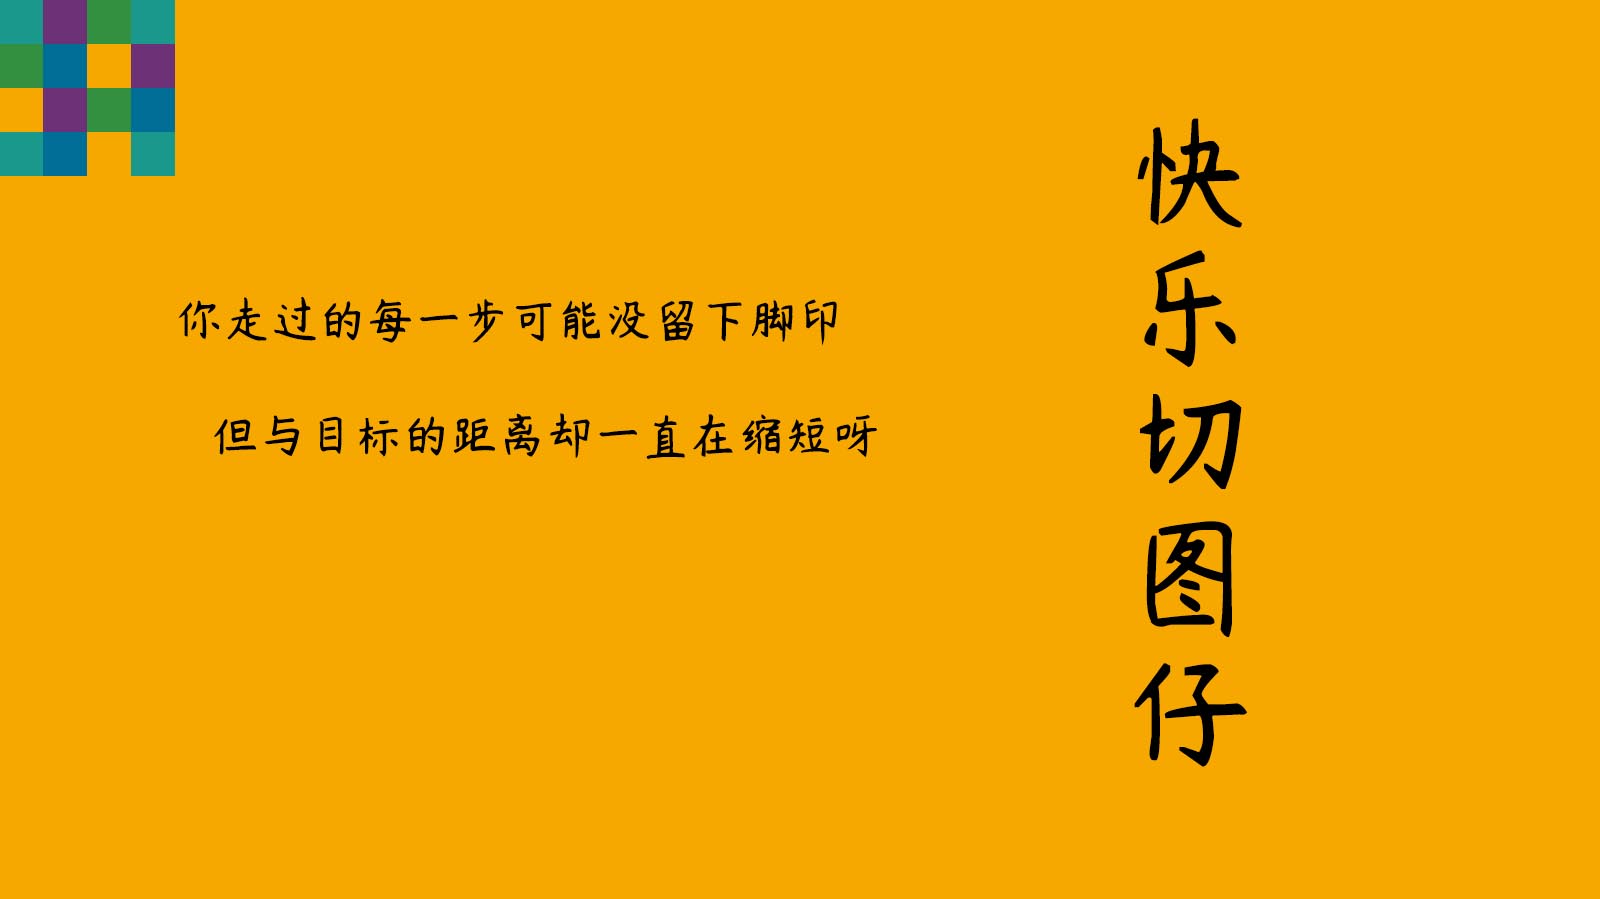 你走过的每一步可能没留下脚印
但与目标的距离却一直在缩短呀
快乐切图仔